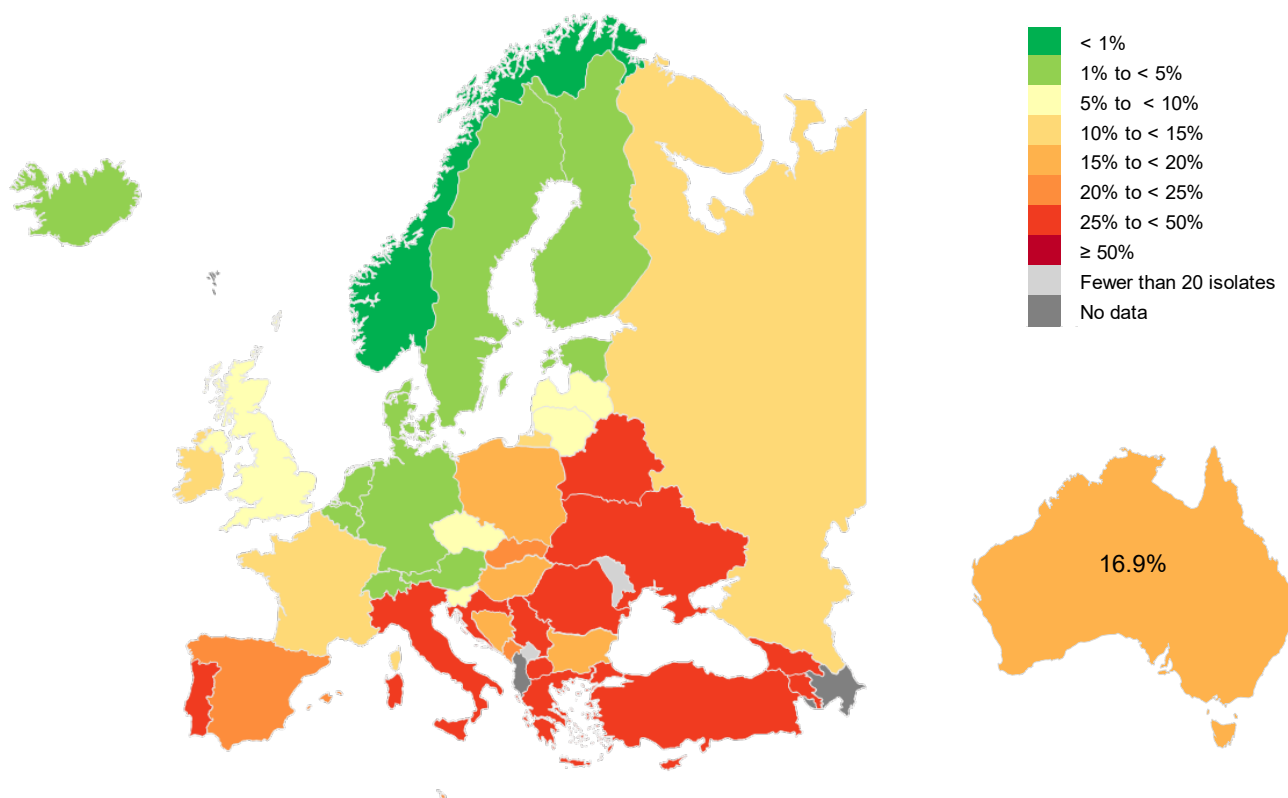 < 1%
1% to < 5%
5% to < 10%
10% to < 15%
15% to < 20%
20% to < 25%
25% to < 50%
≥ 50%
Fewer than 20 isolates
No data
16.9%